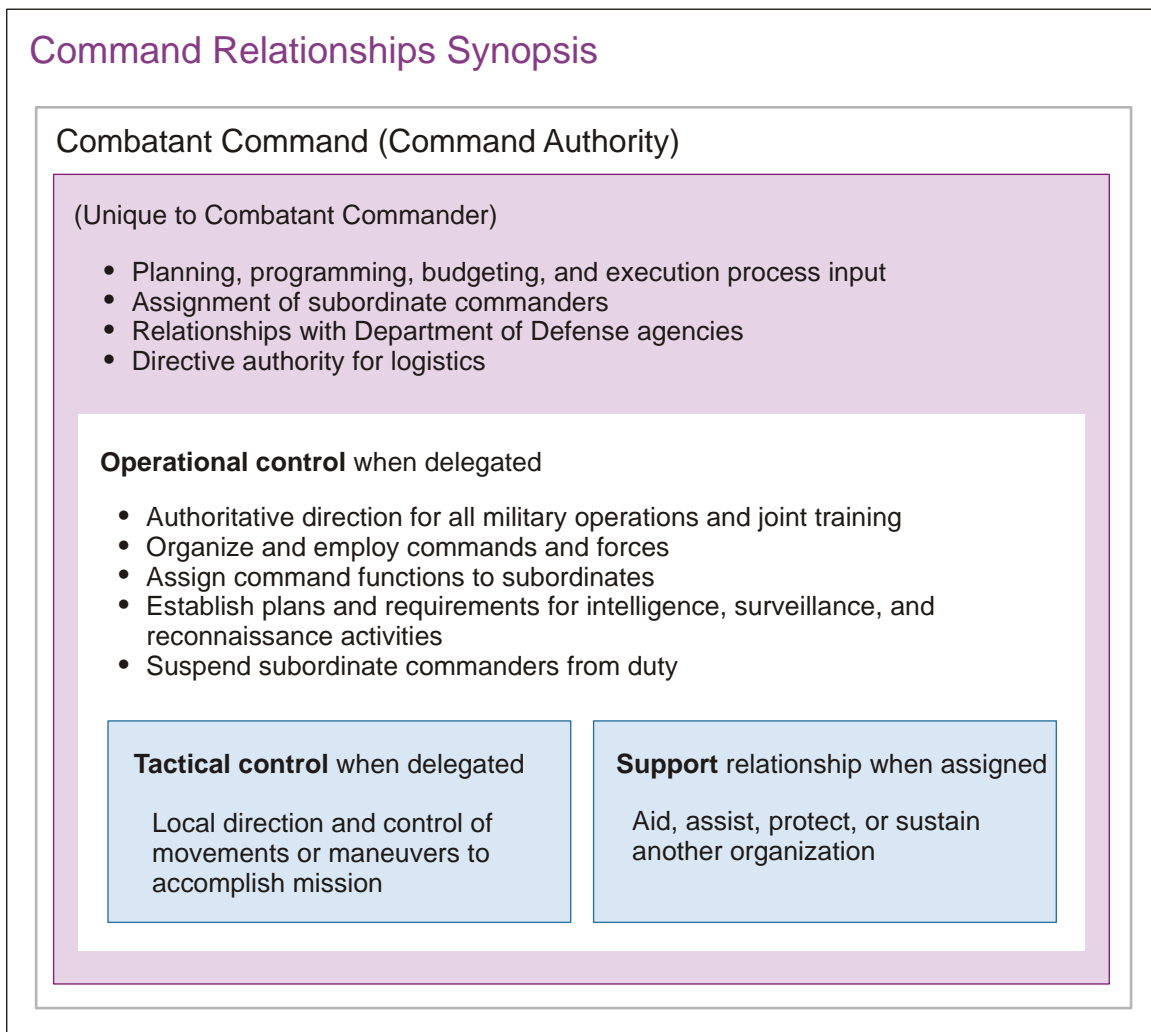 Command Relationships Synopsis
Combatant Command (Command Authority)
(Unique to Combatant Commander)
• Planning, programming, budgeting, and execution process input
• Assignment of subordinate commanders
• Relationships with Department of Defense agencies
• Directive authority for logistics
Operational control when delegated
• Authoritative direction for all military operations and joint training
• Organize and employ commands and forces
• Assign command functions to subordinates
• Establish plans and requirements for intelligence, surveillance, and
reconnaissance activities
• Suspend subordinate commanders from duty
Tactical control when delegated
Local direction and control of
movements or maneuvers to
accomplish mission
Support relationship when assigned
Aid, assist, protect, or sustain
another organization